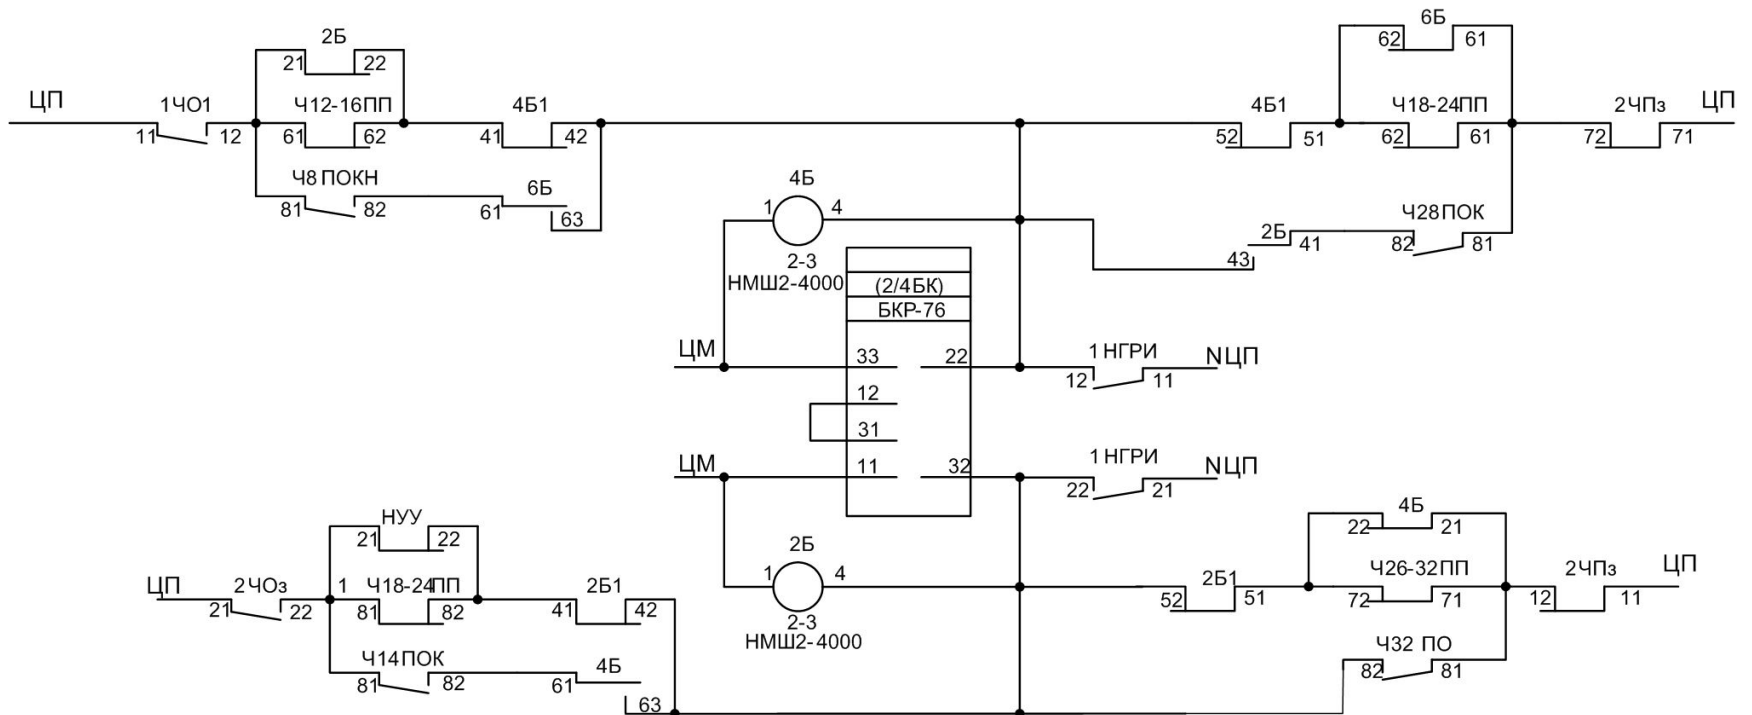 6Б
62 61
2Б
21 22
ЦП 1ЧО1 Ч12-16ПП 4Б1 4Б1 Ч18-24ПП 2ЧПз ЦП
11 12 61 62 41 42 52 51 62 61 72 71
Ч8 ПОКН 6Б 4Б
81 82 61 63 1 4
2Б Ч28ПОК
43 41 82 81
2-3
НМШ2-4000
(2/4БК)
БКР-76
ЦМ 33 22 1 НГРИ NЦП
12 11
12
31
ЦМ 11 32 1 НГРИ NЦП
22 21
НУУ 4Б
21 22 22 21
2Б
1 4
ЦП 2ЧОз 1 Ч18-24ПП 2Б1 2Б1 Ч26-32ПП 2ЧПз ЦП
21 22 81 82 41 42 52 51 72 71 12 11
2-3
НМШ2-4000
Ч14ПОК 4Б Ч32 ПО
81 82 61 63 82 81